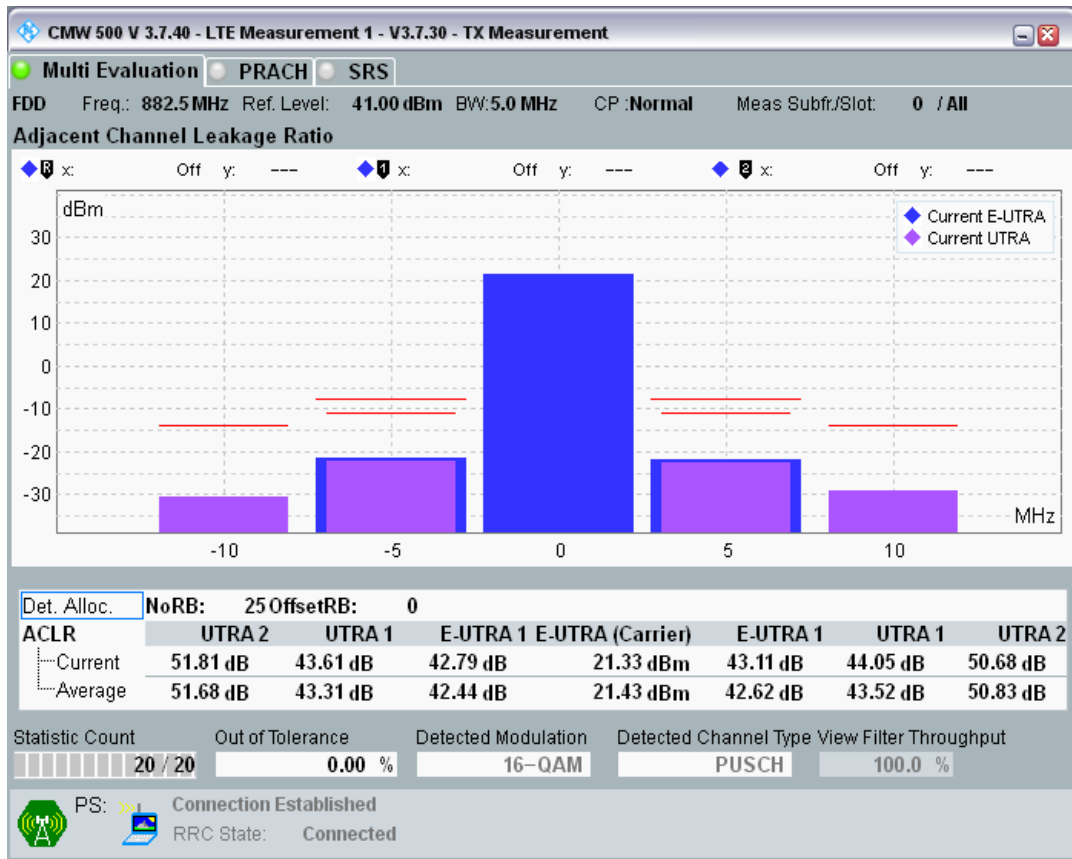 CMW 500 V 3.7.40 - LTE Measurement 1 - V3.7.30 - TX Measurement
Multi Evaluation PRACH SRS
FDD Freq.: 882.5 MHz Ref. Level: 41.00 dBm BW: 5.0 MHz CP :Normal Meas Subfr./Slot: 0 / All
Adjacent Channel Leakage Ratio
R x: Off y: --- 1 x: Off y: --- 2 x: Off y: ---
dBm
Current E-UTRA
Current UTRA
30
20
10
0
-10
-20
-30
MHz
-10 -5 0 5 10
Det. Alloc. NoRB: 25 OffsetRB: 0
ACLR UTRA 2 UTRA 1 E-UTRA 1 E-UTRA (Carrier) E-UTRA 1 UTRA 1 UTRA 2
Current 51.81 dB 43.61 dB 42.79 dB 21.33 dBm 43.11 dB 44.05 dB 50.68 dB
Average 51.68 dB 43.31 dB 42.44 dB 21.43 dBm 42.62 dB 43.52 dB 50.83 dB
Statistic Count Out of Tolerance Detected Modulation Detected Channel Type View Filter Throughput
20 / 20 0.00 % 16-QAM PUSCH 100.0 %
PS: Connection Established
RRC State: Connected